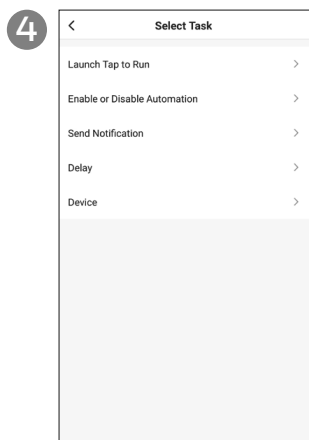 4
Select Task
Launch Tap to Run
Enable or Disable Automation
Send Notification
Delay
Device